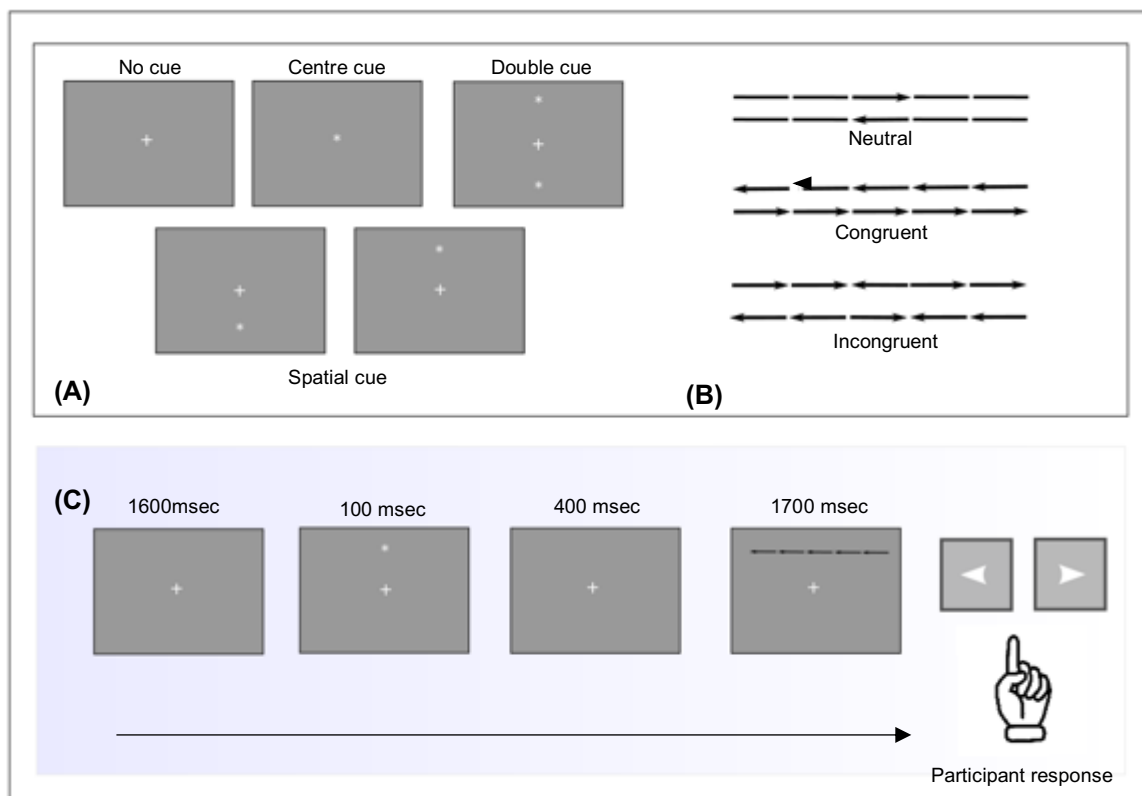 No cue
Centre cue
Double cue
Neutral
Congruent
Incongruent
Spatial cue
(A)
(B)
(C)
1600msec
100 msec
400 msec
1700 msec
Participant response